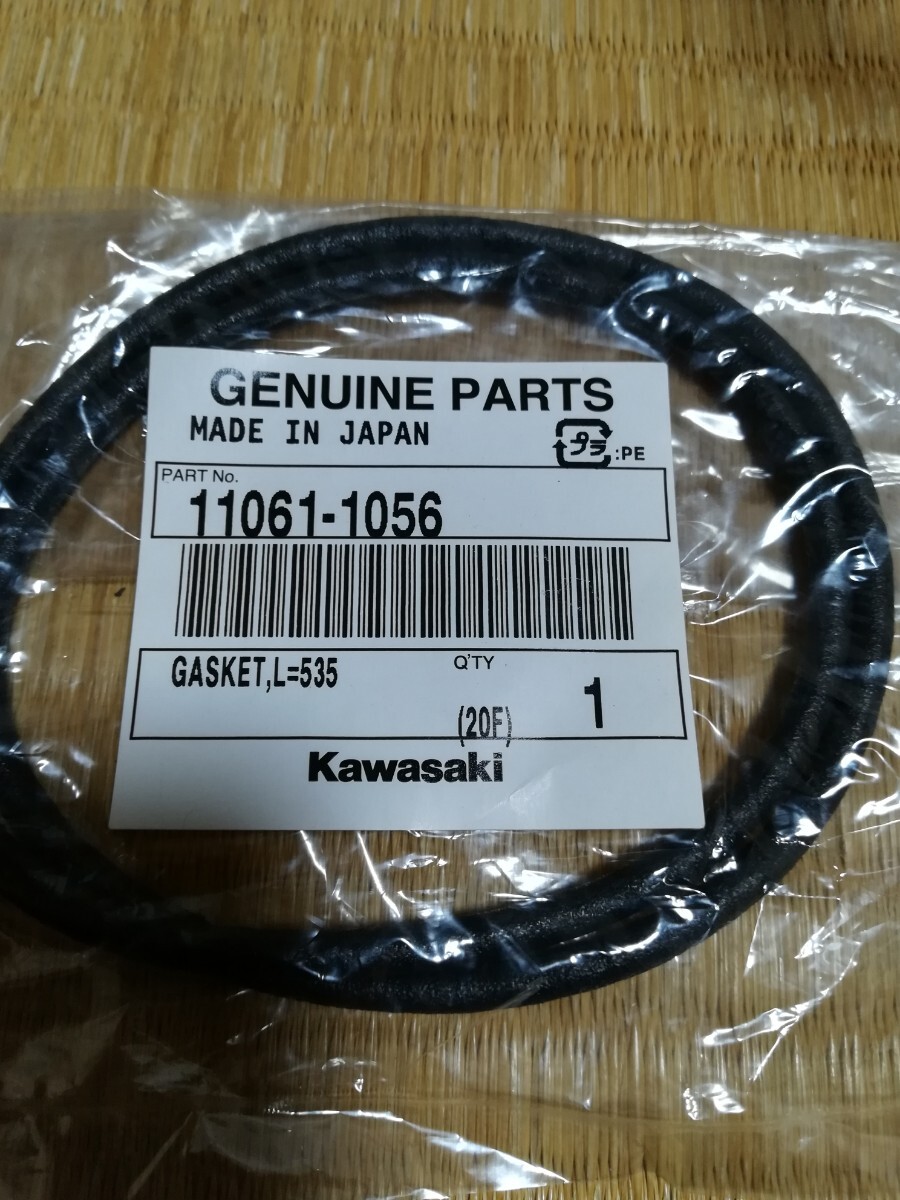 GENUINE PARTS
MADE IN JAPAN
プラ :PE
PART No.
11061-1056
GASKET,L=535
Q'TY
(20F)
1
Kawasaki